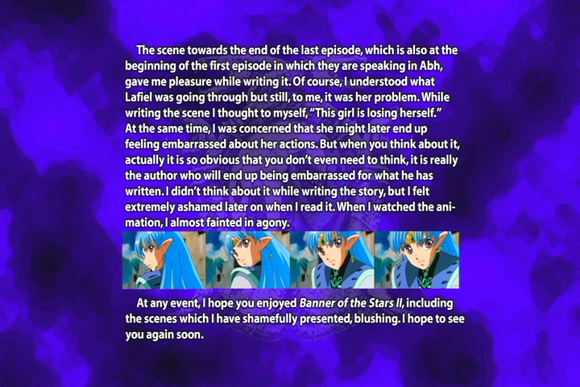 The scene towards the end of the last episode, which is also at the
beginning of the first episode in which they are speaking in Abh,
gave me pleasure while writing it. Of course, I understood what
Lafiel was going through but still, to me, it was her problem. While
writing the scene I thought to myself, “This girl is losing herself.”
At the same time, I was concerned that she might later end up
feeling embarrassed about her actions. But when you think about it,
actually it is so obvious that you don’t even need to think, it is really
the author who will end up being embarrassed for what he has
written. I didn’t think about it while writing the story, but I felt
extremely ashamed later on when I read it. When I watched the ani-
mation, I almost fainted in agony.
At any event, I hope you enjoyed Banner of the Stars II, including
the scenes which I have shamefully presented, blushing. I hope to see
you again soon.